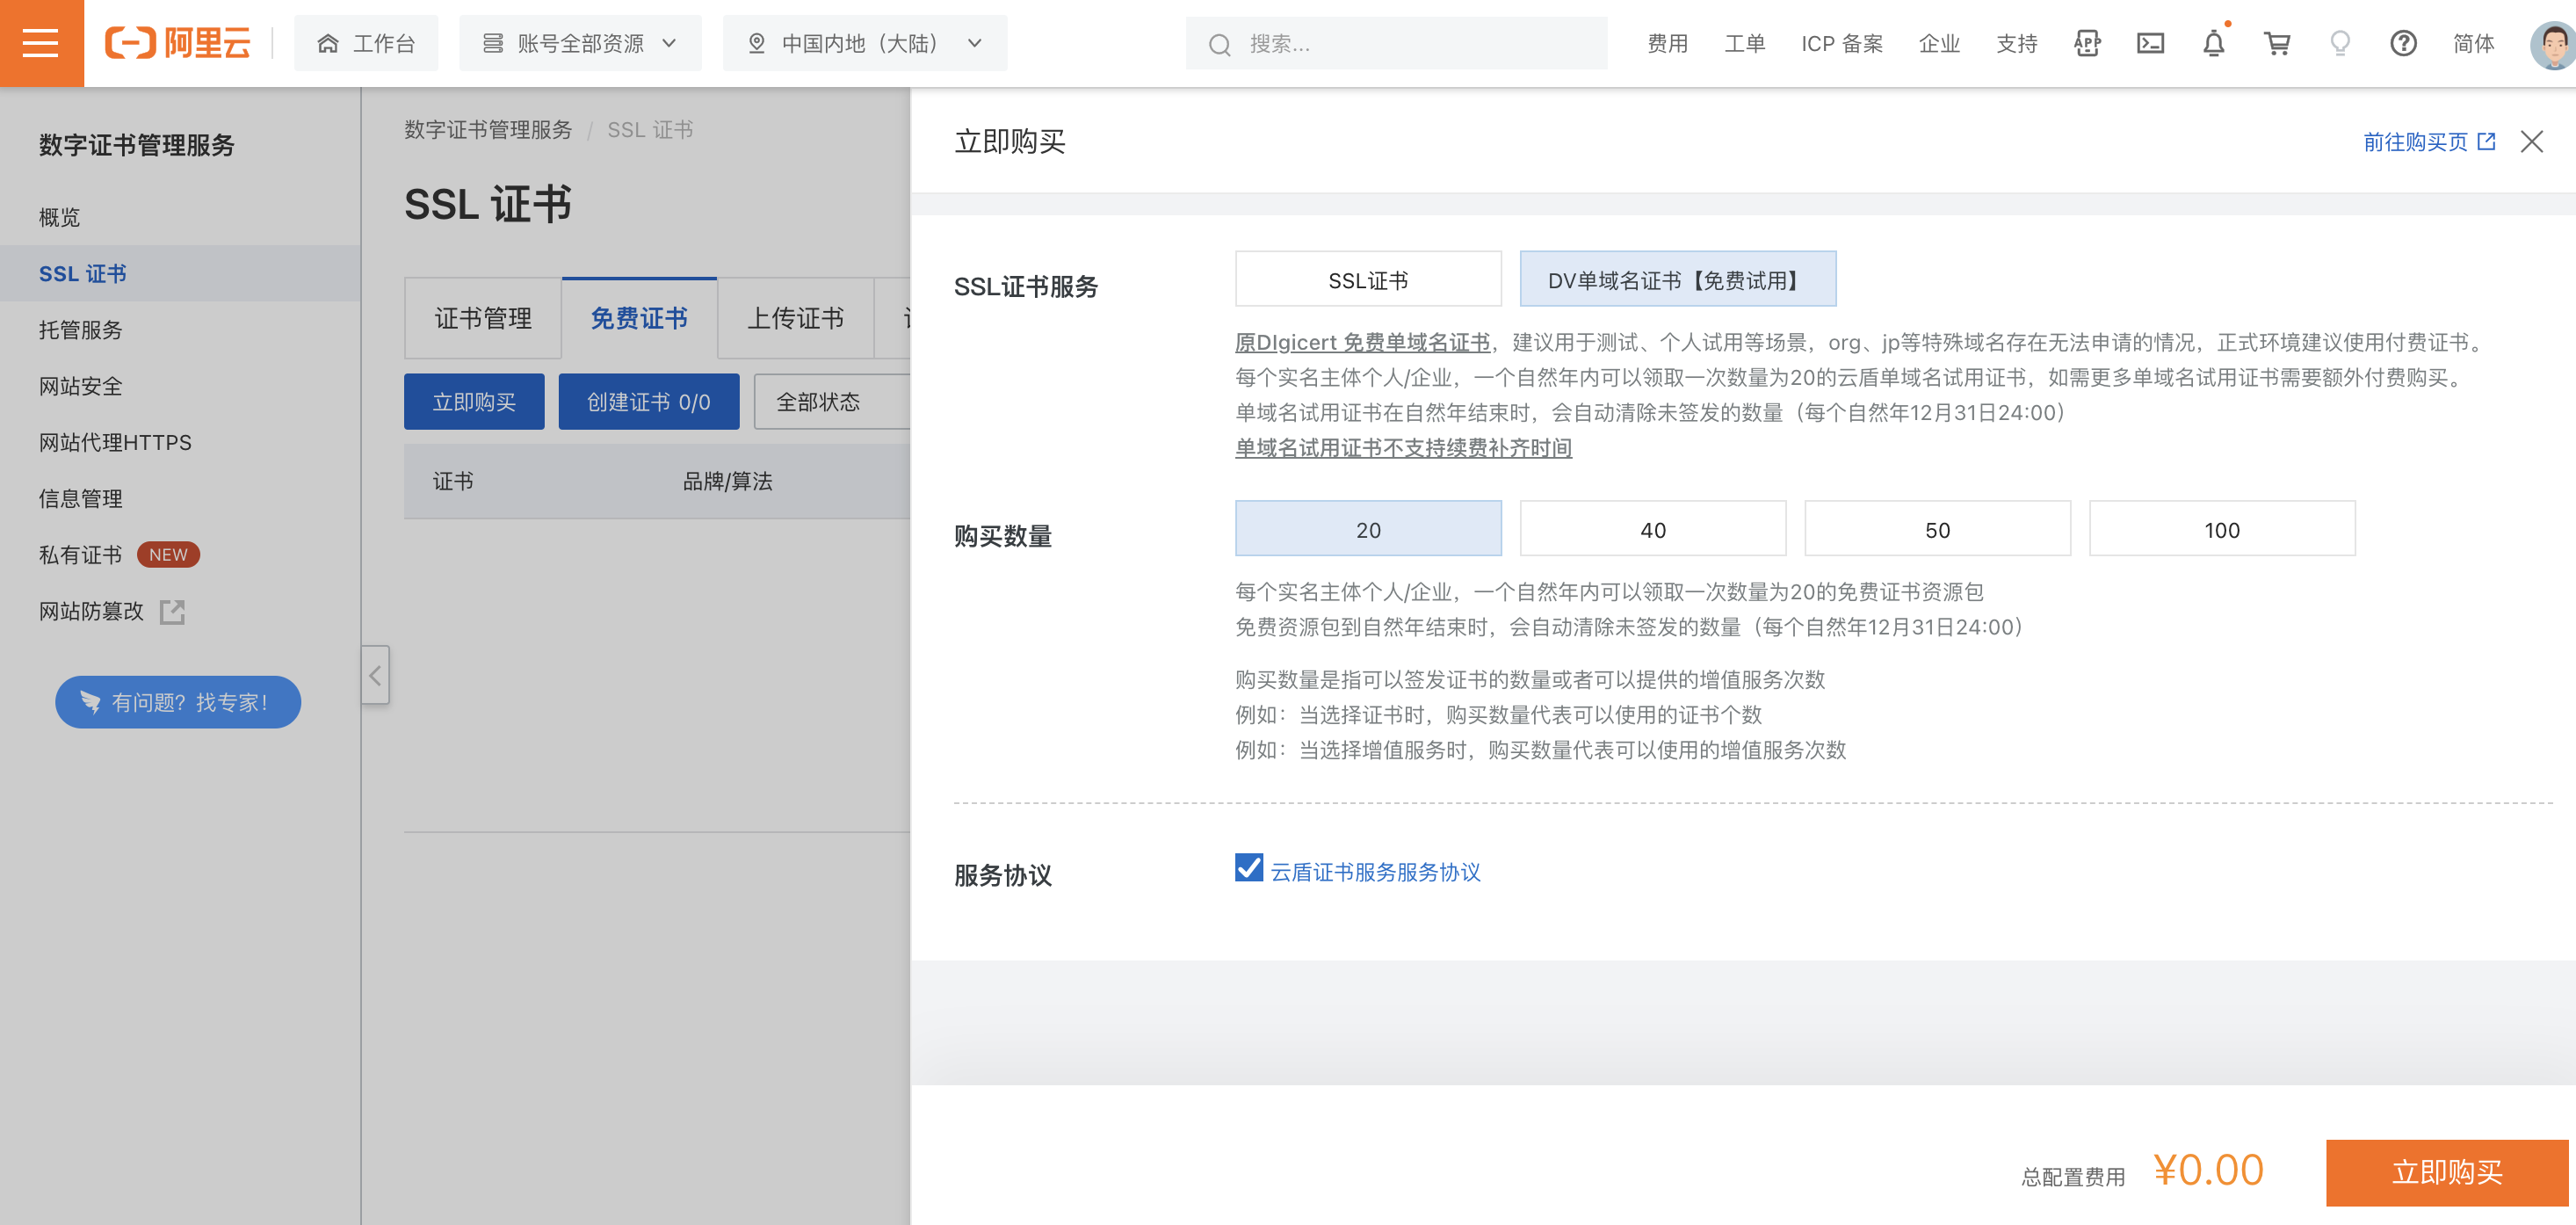 阿里云
工作台
账号全部资源
中国内地（大陆）
搜索...
费用
工单
ICP 备案
企业
支持
APP
简体
数字证书管理服务
概览
SSL 证书
托管服务
网站安全
网站代理HTTPS
信息管理
私有证书 NEW
网站防篡改
有问题？找专家！
数字证书管理服务 / SSL 证书
SSL 证书
证书管理
免费证书
上传证书
立即购买
创建证书 0/0
全部状态
证书
品牌/算法
立即购买
前往购买页
SSL证书服务
SSL证书
DV单域名证书【免费试用】
原DIgicert 免费单域名证书，建议用于测试、个人试用等场景，org、jp等特殊域名存在无法申请的情况，正式环境建议使用付费证书。
每个实名主体个人/企业，一个自然年内可以领取一次数量为20的云盾单域名试用证书，如需更多单域名试用证书需要额外付费购买。
单域名试用证书在自然年结束时，会自动清除未签发的数量（每个自然年12月31日24:00）
单域名试用证书不支持续费补齐时间
购买数量
20
40
50
100
每个实名主体个人/企业，一个自然年内可以领取一次数量为20的免费证书资源包
免费资源包到自然年结束时，会自动清除未签发的数量（每个自然年12月31日24:00）
购买数量是指可以签发证书的数量或者可以提供的增值服务次数
例如：当选择证书时，购买数量代表可以使用的证书个数
例如：当选择增值服务时，购买数量代表可以使用的增值服务次数
服务协议
云盾证书服务服务协议
总配置费用 ¥0.00
立即购买